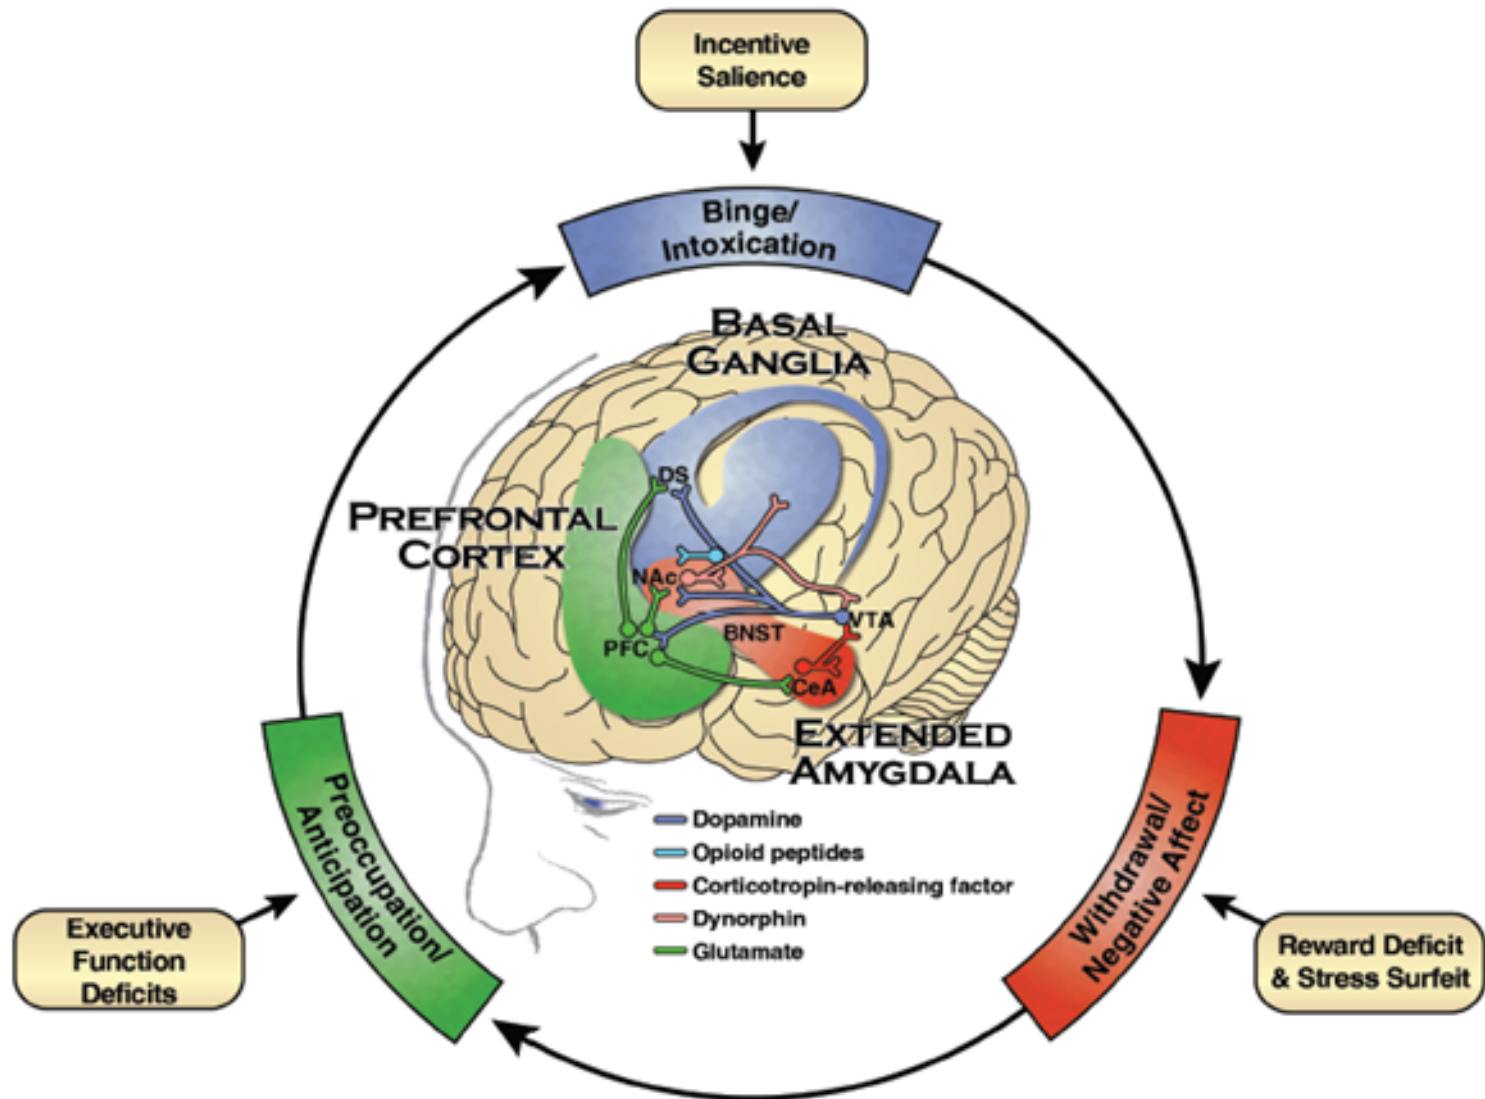 Incentive
Salience
Binge/
Intoxication
BASAL
GANGLIA
DS
PREFRONTAL
CORTEX
NAc
VTA
BNST
PFC
CeA
EXTENDED
AMYGDALA
Preoccupation/
Anticipation
Withdrawal/
Negative Affect
Dopamine
Opioid peptides
Corticotropin-releasing factor
Dynorphin
Glutamate
Executive
Function
Deficits
Reward Deficit
& Stress Surfeit